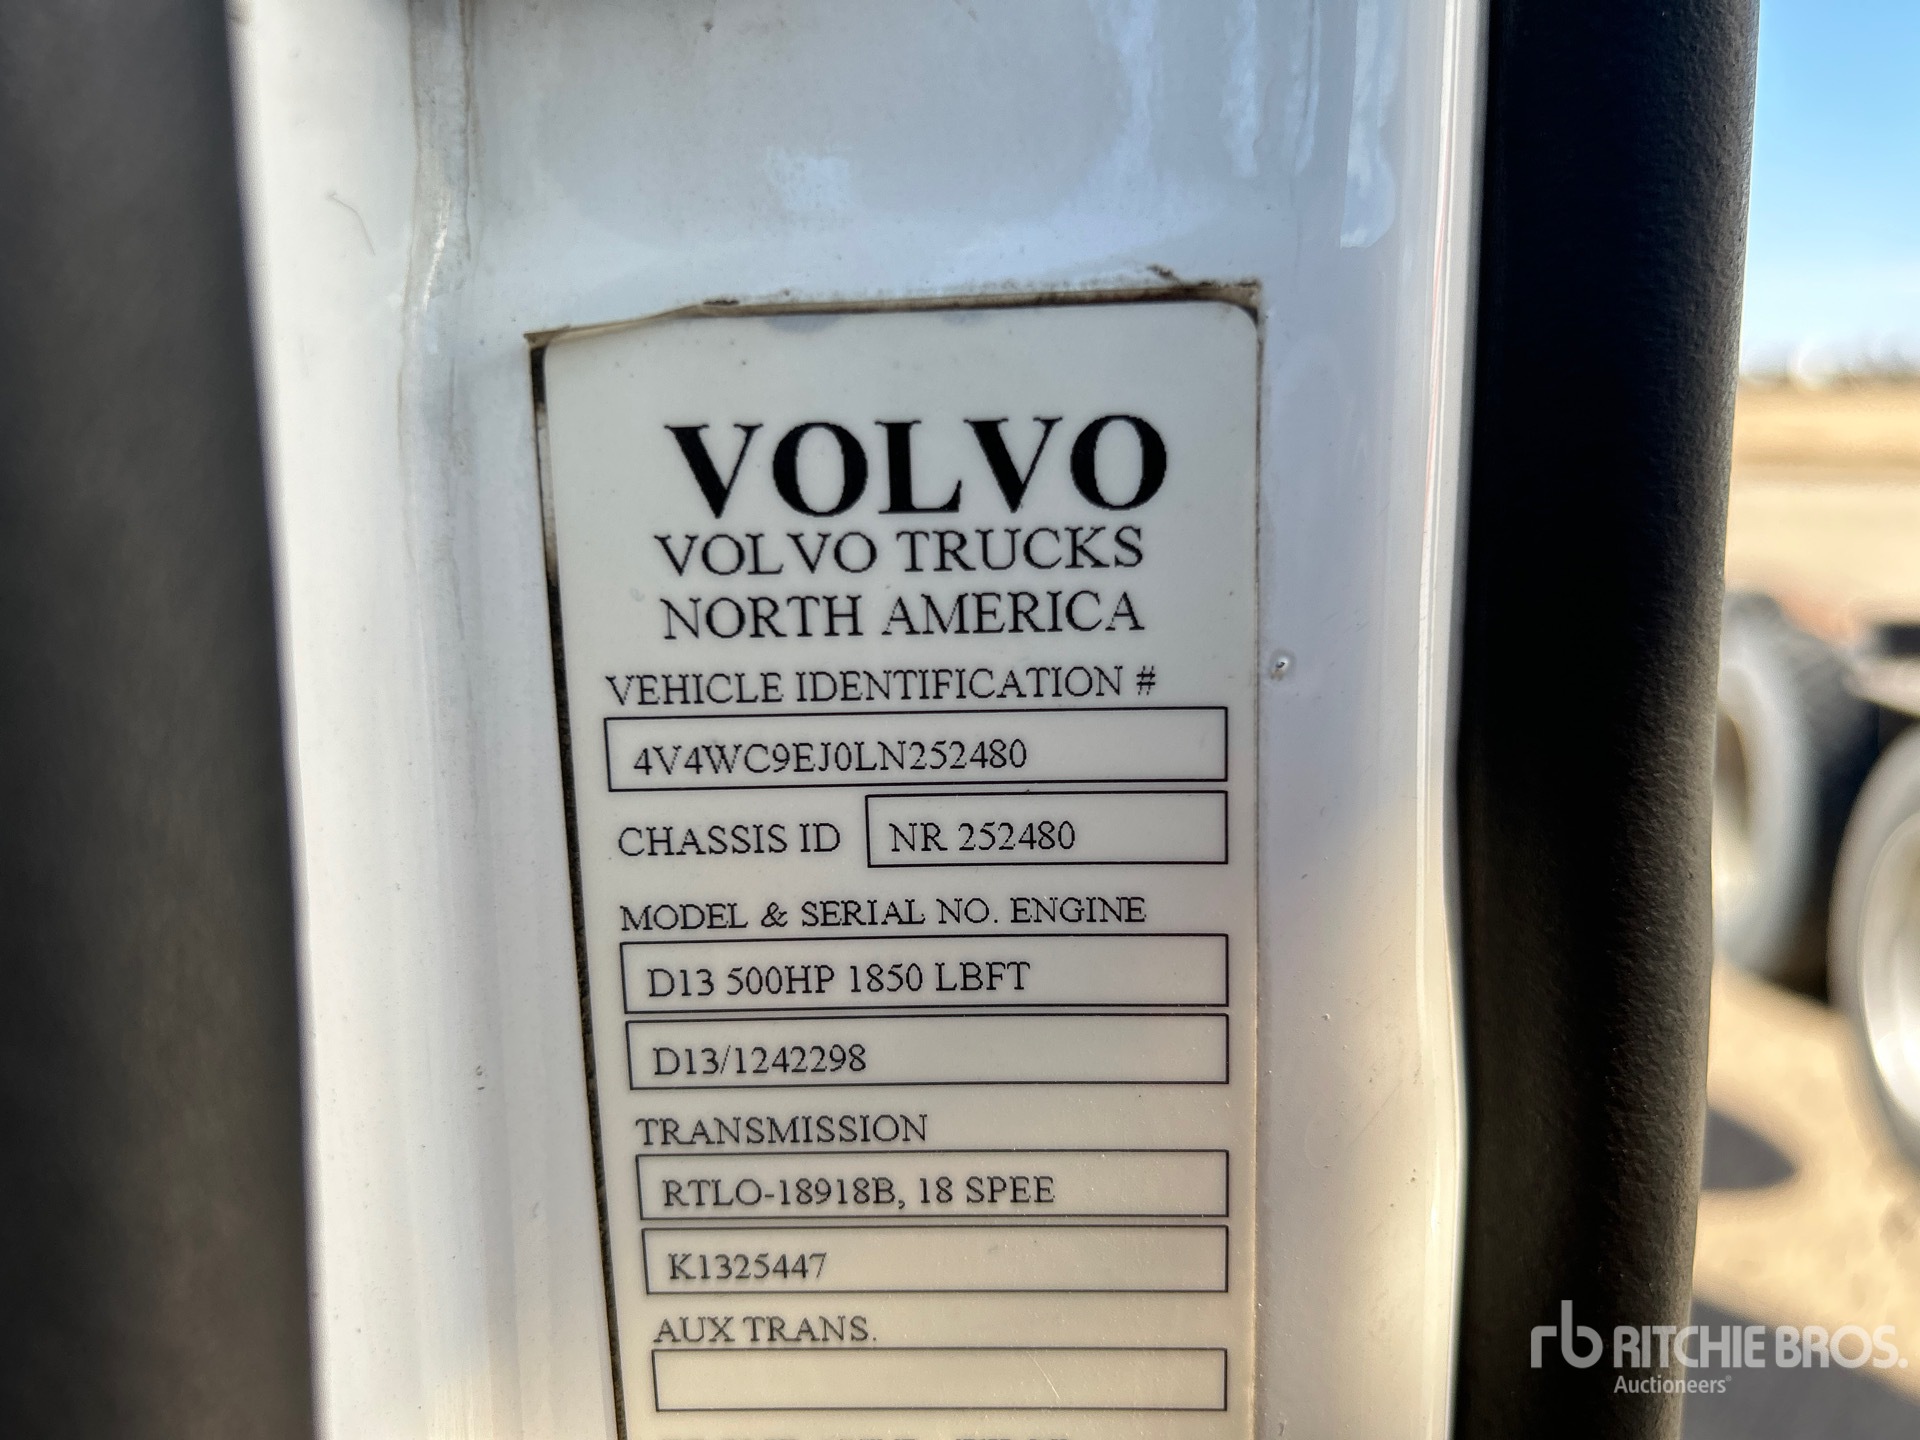 VOLVO
VOLVO TRUCKS
NORTH AMERICA
VEHICLE IDENTIFICATION #
4V4WC9EJ0LN252480
CHASSIS ID NR 252480
MODEL & SERIAL NO. ENGINE
D13 500HP 1850 LBFT
D13/1242298
TRANSMISSION
RTLO-18918B, 18 SPEE
K1325447
AUX TRANS.
rb RITCHIE BROS.
Auctioneers